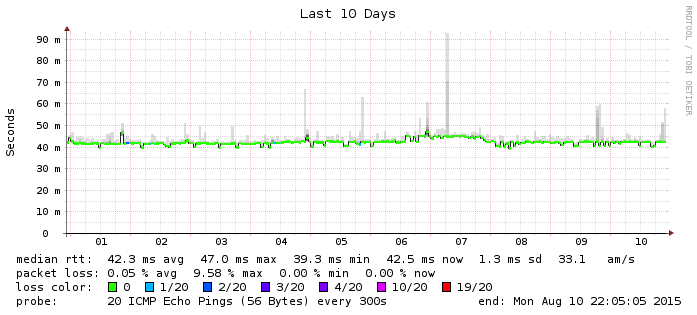 Last 10 Days
RRDTOOL / TOBI OETIKER
Seconds
90 m
80 m
70 m
60 m
50 m
40 m
30 m
20 m
10 m
0
01 02 03 04 05 06 07 08 09 10
median rtt: 42.3 ms avg 47.0 ms max 39.3 ms min 42.5 ms now 1.3 ms sd 33.1 am/s
packet loss: 0.05 % avg 9.58 % max 0.00 % min 0.00 % now
loss color: 0 1/20 2/20 3/20 4/20 10/20 19/20
probe: 20 ICMP Echo Pings (56 Bytes) every 300s end: Mon Aug 10 22:05:05 2015